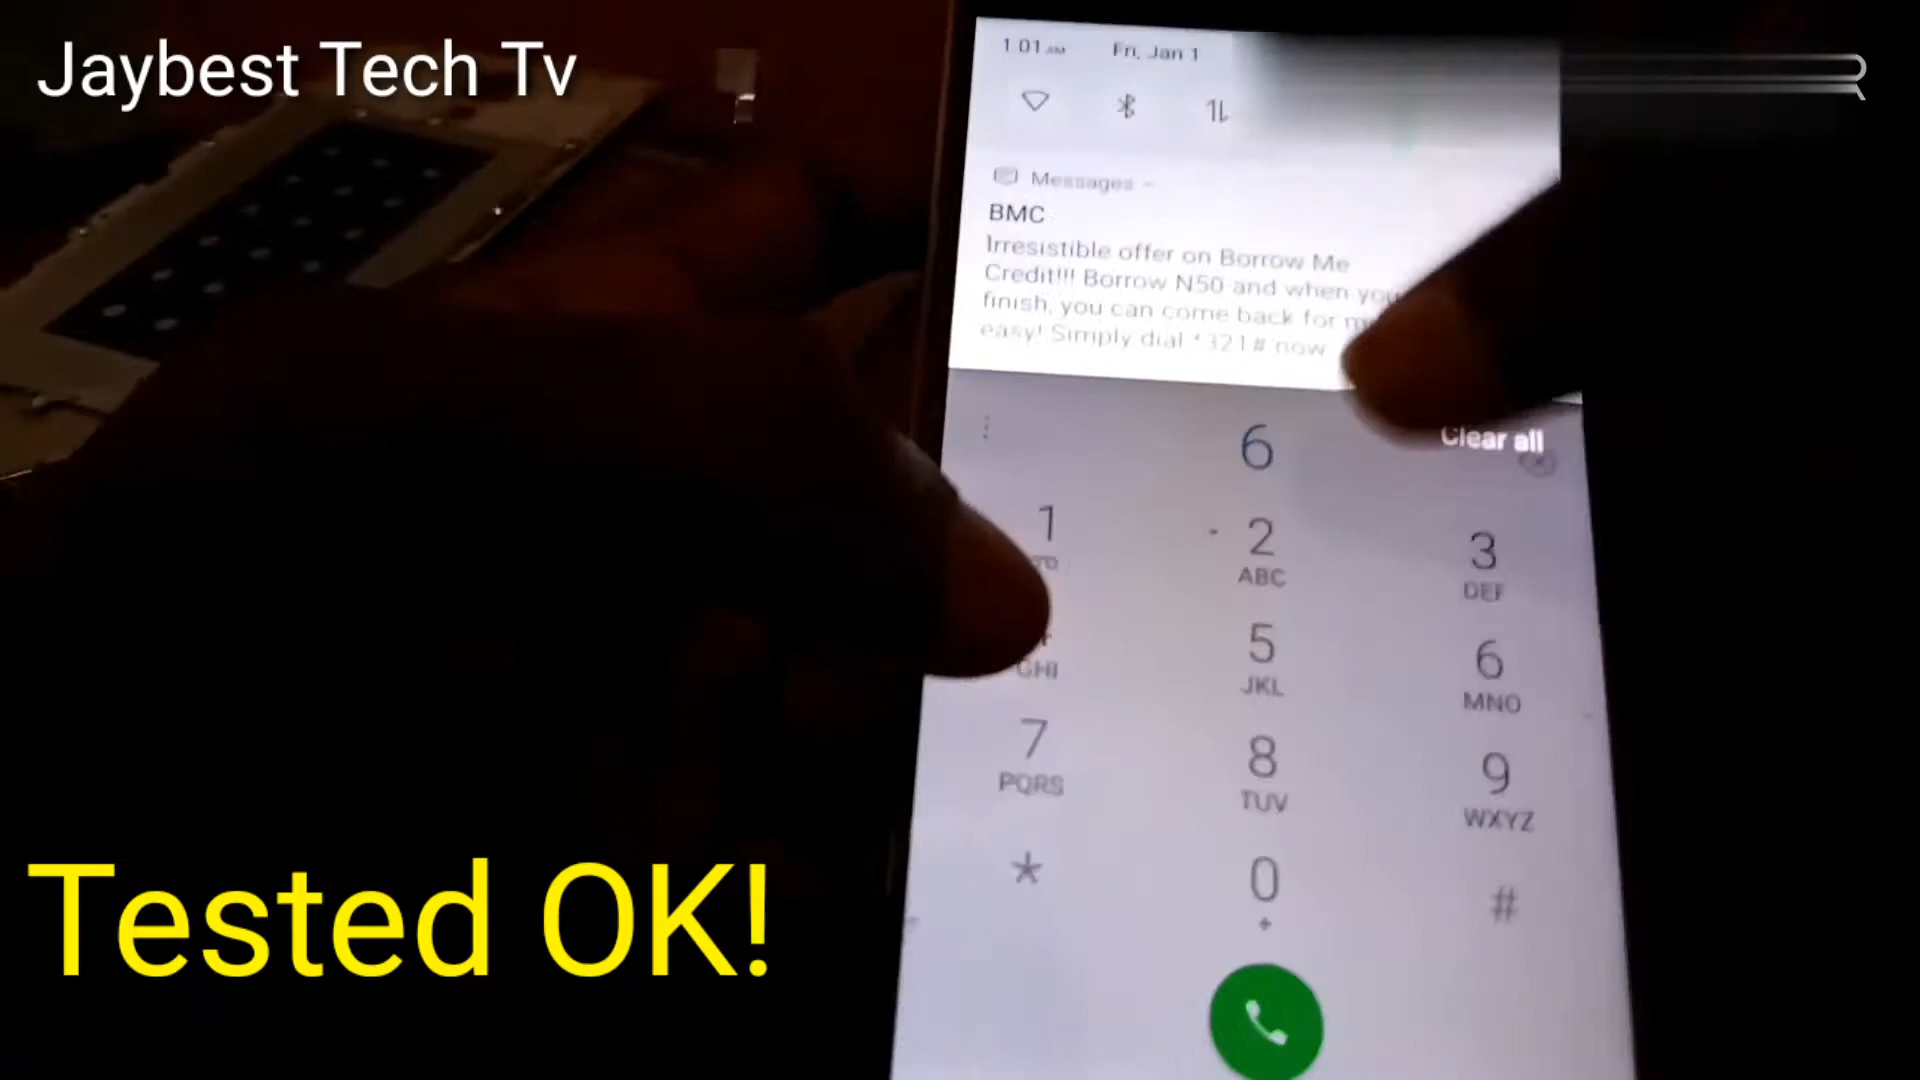 Jaybest Tech Tv
1:01 AM Fri, Jan 1
Messages
BMC
Irresistible offer on Borrow Me
Credit!!! Borrow N50 and when you
finish, you can come back for
easy! Simply dial *321# now
Clear all
6
1
2
ABC
3
DEF
GHI
5
JKL
6
MNO
7
PQRS
8
TUV
9
WXYZ
*
0
+
#
Tested OK!